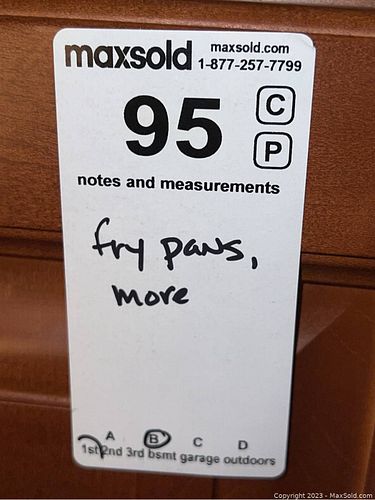 maxsold maxsold.com
1-877-257-7799
95 C
P
notes and measurements
fry pans,
more
A B C D
1st 2nd 3rd bsmt garage outdoors
Copyright 2023 - MaxSold.com